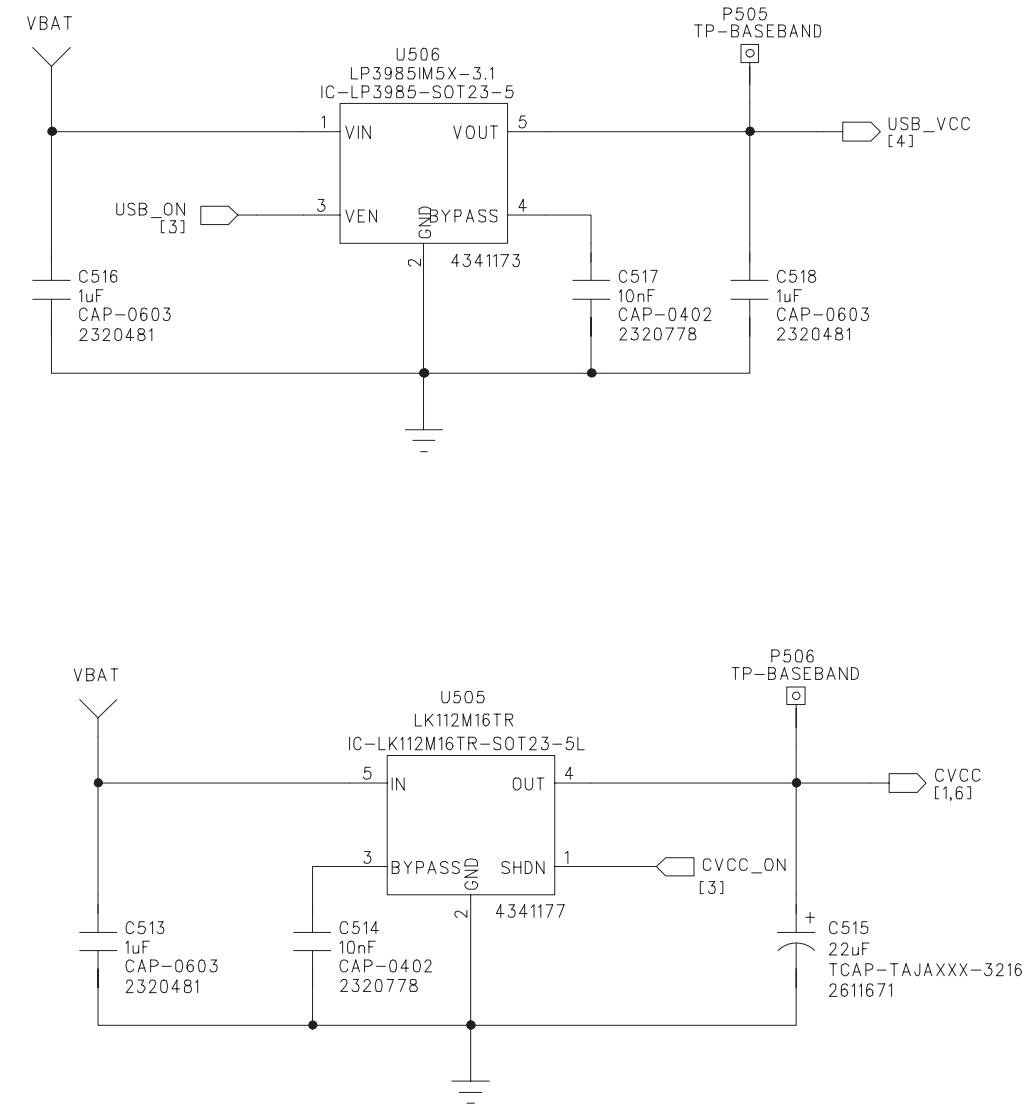 VBAT
P505
TP-BASEBAND
U506
LP3985IM5X-3.1
IC-LP3985-SOT23-5
1
VIN
VOUT
5
USB_VCC
[4]
USB_ON
[3]
3
VEN
GND
BYPASS
4
2
4341173
C516
1uF
CAP-0603
2320481
C517
10nF
CAP-0402
2320778
C518
1uF
CAP-0603
2320481
VBAT
P506
TP-BASEBAND
U505
LK112M16TR
IC-LK112M16TR-SOT23-5L
5
IN
OUT
4
CVCC
[1,6]
3
BYPASS
GND
SHDN
1
CVCC_ON
[3]
2
4341177
C513
1uF
CAP-0603
2320481
C514
10nF
CAP-0402
2320778
+
C515
22uF
TCAP-TAJAXXX-3216
2611671